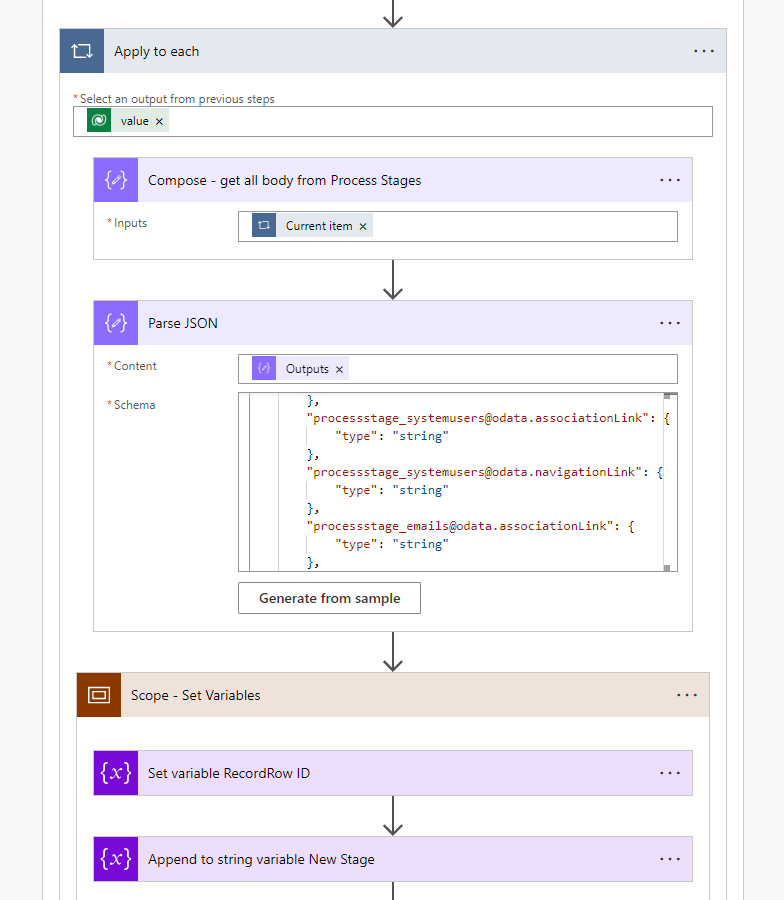 Apply to each
* Select an output from previous steps
value ×
{∕} Compose - get all body from Process Stages
* Inputs
Current item ×
Parse JSON
* Content
Outputs ×
* Schema
},
"processstage_systemusers@odata.associationLink": {
"type": "string"
},
"processstage_systemusers@odata.navigationLink": {
"type": "string"
},
"processstage_emails@odata.associationLink": {
"type": "string"
},
Generate from sample
Scope - Set Variables
{x} Set variable RecordRow ID
{x} Append to string variable New Stage